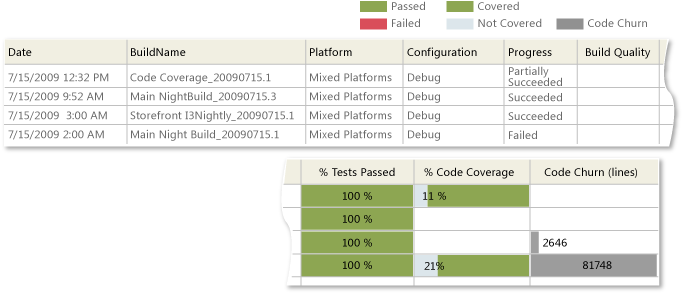 Passed Covered
Failed Not Covered Code Churn
Date BuildName Platform Configuration Progress Build Quality
7/15/2009 12:32 PM Code Coverage_20090715.1 Mixed Platforms Debug Partially
Succeeded
7/15/2009 9:52 AM Main NightBuild_20090715.3 Mixed Platforms Debug Succeeded
7/15/2009 3:00 AM Storefront I3Nightly_20090715.1 Mixed Platforms Debug Succeeded
7/15/2009 2:00 AM Main Night Build_20090715.1 Mixed Platforms Debug Failed
% Tests Passed % Code Coverage Code Churn (lines)
100 % 11 %
100 %
100 % 2646
100 % 21% 81748